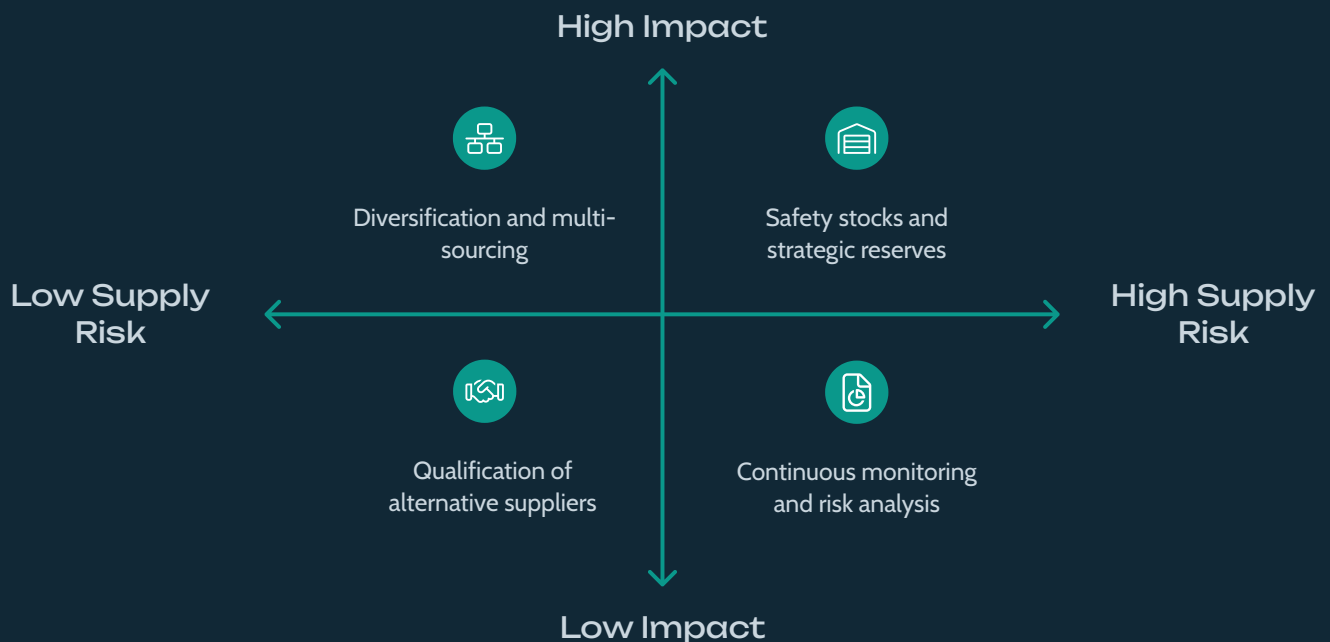 High Impact
Diversification and multi-
sourcing
Safety stocks and
strategic reserves
Low Supply
Risk
High Supply
Risk
Qualification of
alternative suppliers
Continuous monitoring
and risk analysis
Low Impact